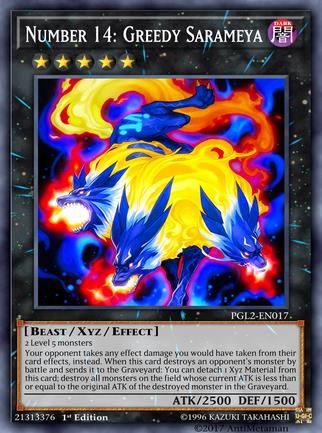 Number 14: Greedy Sarameya
DARK
闇
PGL2-EN017
[Beast / Xyz / Effect]
2 Level 5 monsters
Your opponent takes any effect damage you would have taken from their
card effects, instead. When this card destroys an opponent's monster by
battle and sends it to the Graveyard: You can detach 1 Xyz Material from
this card; destroy all monsters on the field whose current ATK is less than
or equal to the original ATK of the destroyed monster in the Graveyard.
ATK/2500 DEF/1500
21313376 1st Edition ©1996 KAZUKI TAKAHASHI
©2017 AntiMetaman